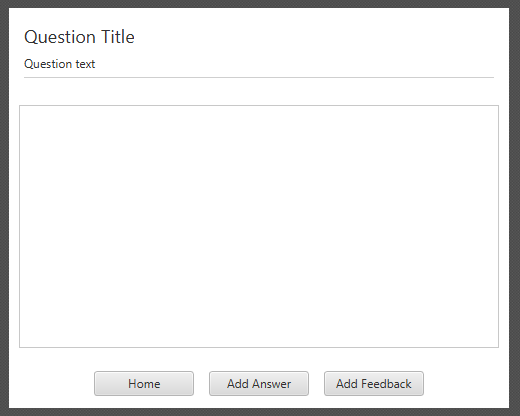 Question Title
Question text
Home
Add Answer
Add Feedback